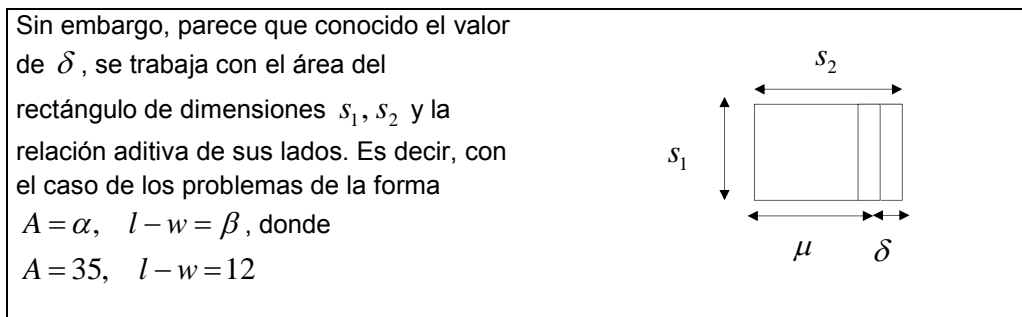 Sin embargo, parece que conocido el valor
de δ , se trabaja con el área del
rectángulo de dimensiones s₁, s₂ y la
relación aditiva de sus lados. Es decir, con
el caso de los problemas de la forma
A = α, l − w = β , donde
A = 35, l − w = 12
s₂
s₁
μ δ